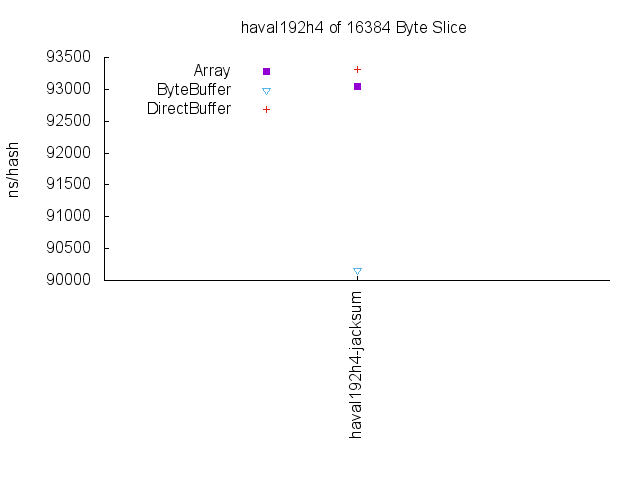 haval192h4 of 16384 Byte Slice
93500
93000
92500
92000
91500
91000
90500
90000
ns/hash
Array
ByteBuffer
DirectBuffer
haval192h4-jacksum